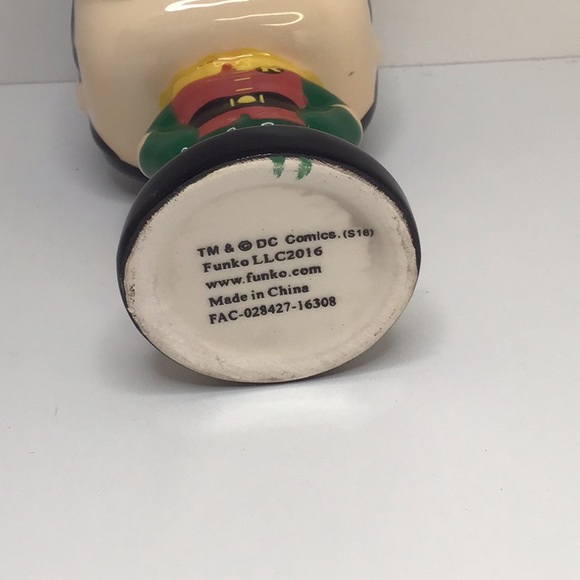 TM & © DC Comics. (S16)
Funko LLC2016
www.funko.com
Made in China
FAC-028427-16308